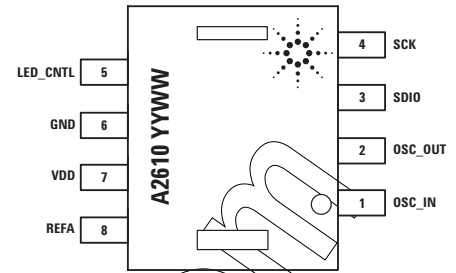 LED_CNTL 5
GND 6
VDD 7
REFA 8
A2610 YYWW
4 SCK
3 SDIO
2 OSC_OUT
1 OSC_IN